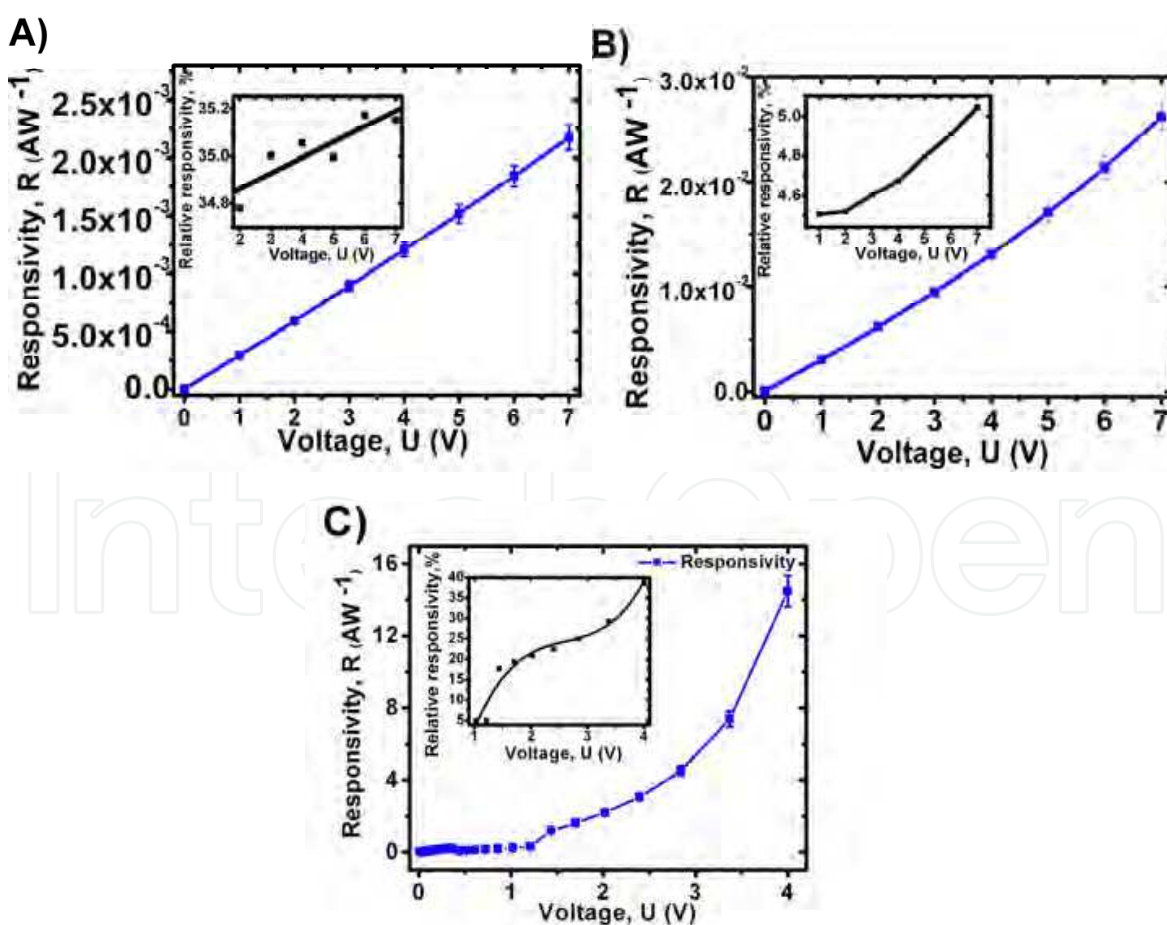 A)
Responsivity, R (AW⁻¹)
2.5x10⁻³
2.0x10⁻³
1.5x10⁻³
1.0x10⁻³
5.0x10⁻⁴
0.0
0 1 2 3 4 5 6 7
Voltage, U (V)
Relative responsivity, %
35.2
35.0
34.8
2 3 4 5 6 7
Voltage, U (V)
B)
Responsivity, R (AW⁻¹)
3.0x10⁻²
2.0x10⁻²
1.0x10⁻²
0.0
0 1 2 3 4 5 6 7
Voltage, U (V)
Relative responsivity, %
5.0
4.8
4.6
1 2 3 4 5 6 7
Voltage, U (V)
IntechOpen
C)
Responsivity, R (AW⁻¹)
16
12
8
4
0
0 1 2 3 4
Voltage, U (V)
Responsivity
Relative responsivity,%
40
35
30
25
20
15
10
5
1 2 3 4
Voltage, U (V)